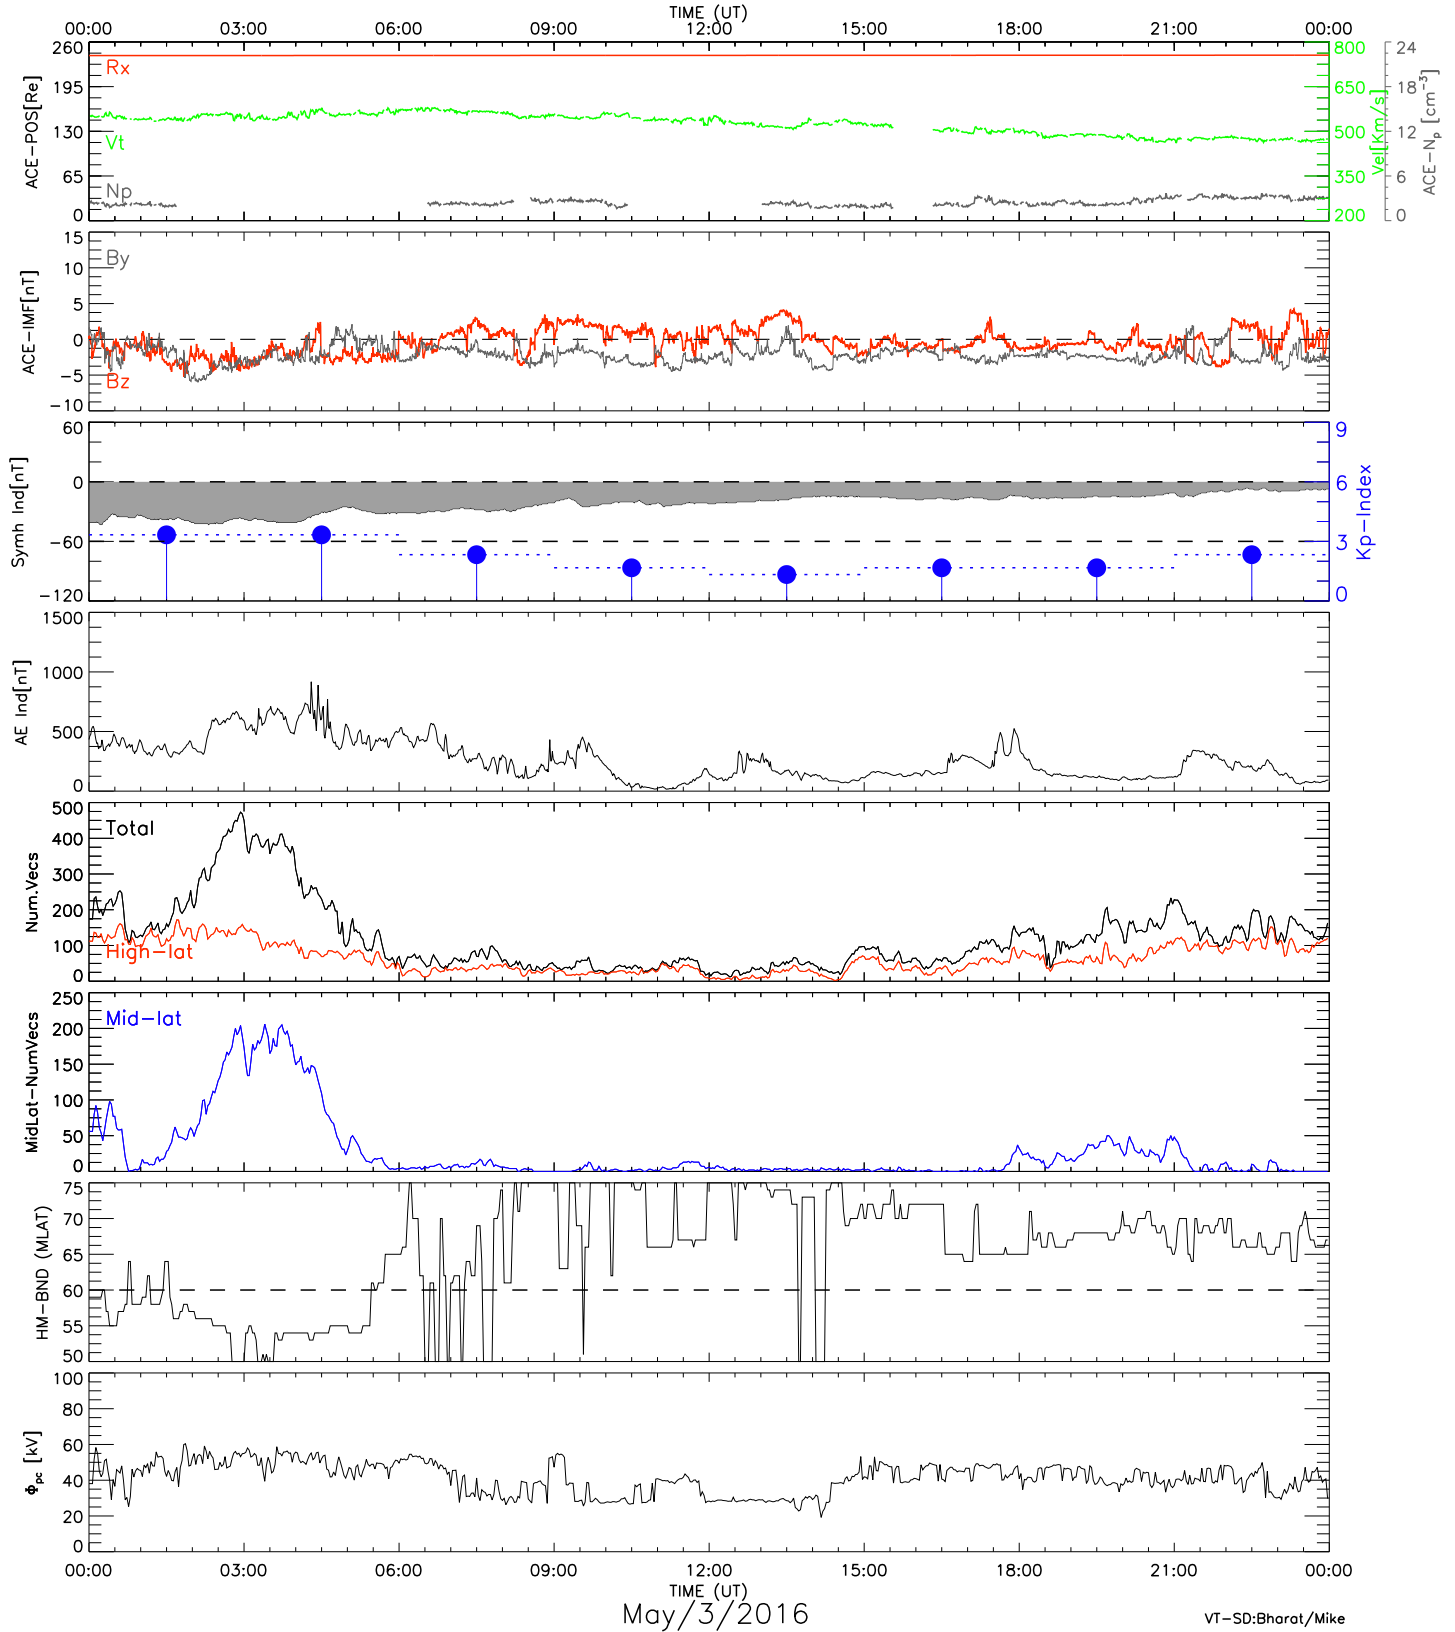 TIME (UT)
00:00 03:00 06:00 09:00 12:00 15:00 18:00 21:00 00:00
260 195 130 65 0
ACE-POS[Re]
Rx
Vt
Np
800 650 500 350 200
Vel[Km/s]
24 18 12 6 0
ACE-Np [cm⁻³]
15 10 5 0 -5 -10
ACE-IMF[nT]
By
Bz
60 0 -60 -120
Symh Ind[nT]
9 6 3 0
Kp-Index
1500 1000 500 0
AE Ind[nT]
500 400 300 200 100 0
Num.Vecs
Total
High-lat
250 200 150 100 50 0
MidLat-NumVecs
Mid-lat
75 70 65 60 55 50
HM-BND (MLAT)
100 80 60 40 20 0
Φpc [kV]
00:00 03:00 06:00 09:00 12:00 15:00 18:00 21:00 00:00
TIME (UT)
May/3/2016
VT-SD:Bharat/Mike